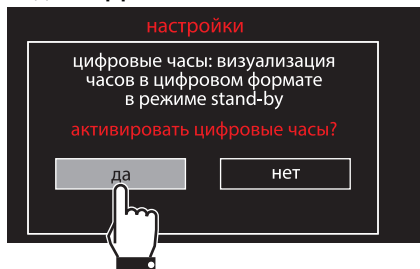 настройки
цифровые часы: визуализация
часов в цифровом формате
в режиме stand-by
активировать цифровые часы?
да
нет